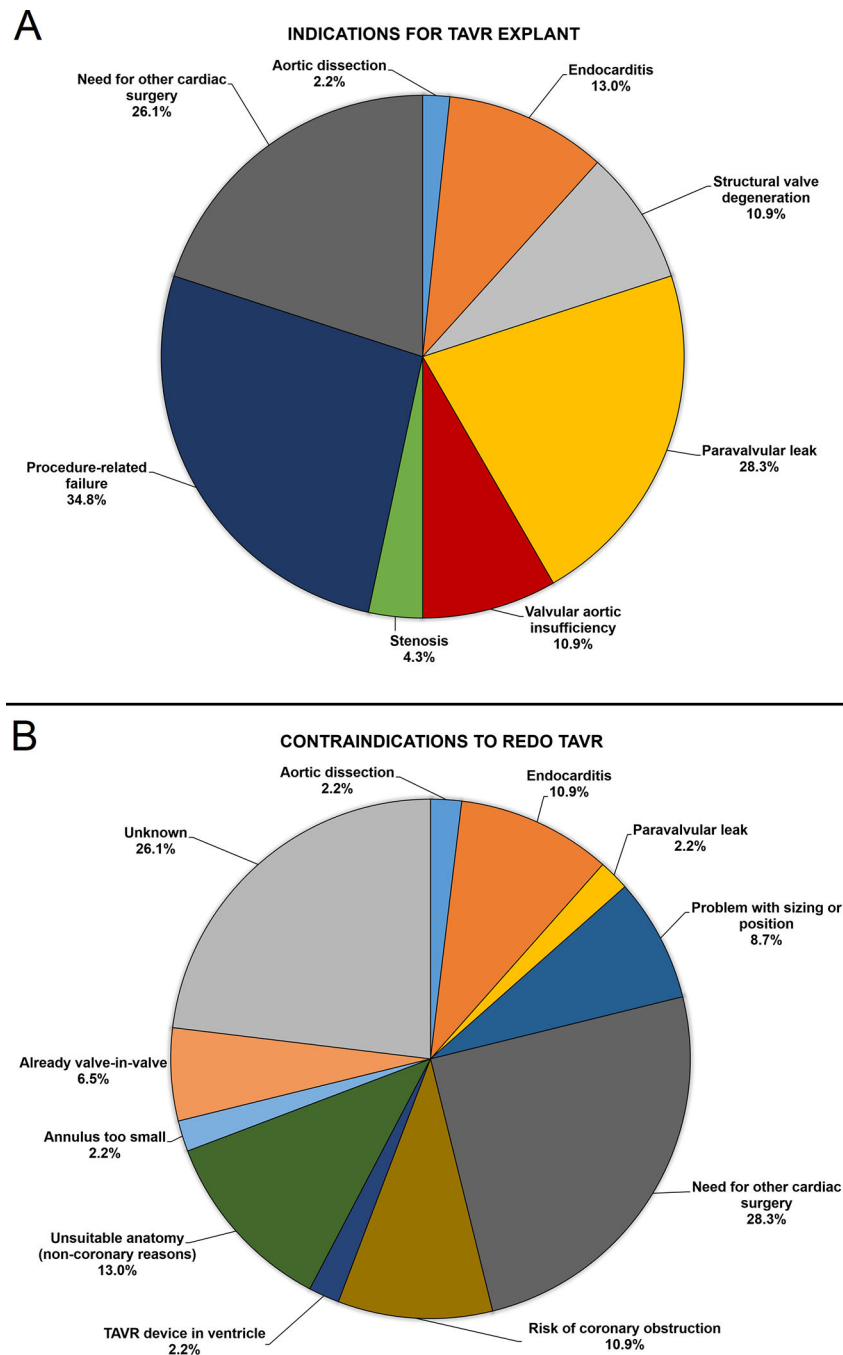 A
INDICATIONS FOR TAVR EXPLANT
Aortic dissection
2.2%
Endocarditis
13.0%
Structural valve
degeneration
10.9%
Paravalvular leak
28.3%
Valvular aortic
insufficiency
10.9%
Stenosis
4.3%
Procedure-related
failure
34.8%
Need for other cardiac
surgery
26.1%
B
CONTRAINDICATIONS TO REDO TAVR
Aortic dissection
2.2%
Endocarditis
10.9%
Paravalvular leak
2.2%
Problem with sizing or
position
8.7%
Need for other cardiac
surgery
28.3%
Risk of coronary obstruction
10.9%
TAVR device in ventricle
2.2%
Unsuitable anatomy
(non-coronary reasons)
13.0%
Annulus too small
2.2%
Already valve-in-valve
6.5%
Unknown
26.1%